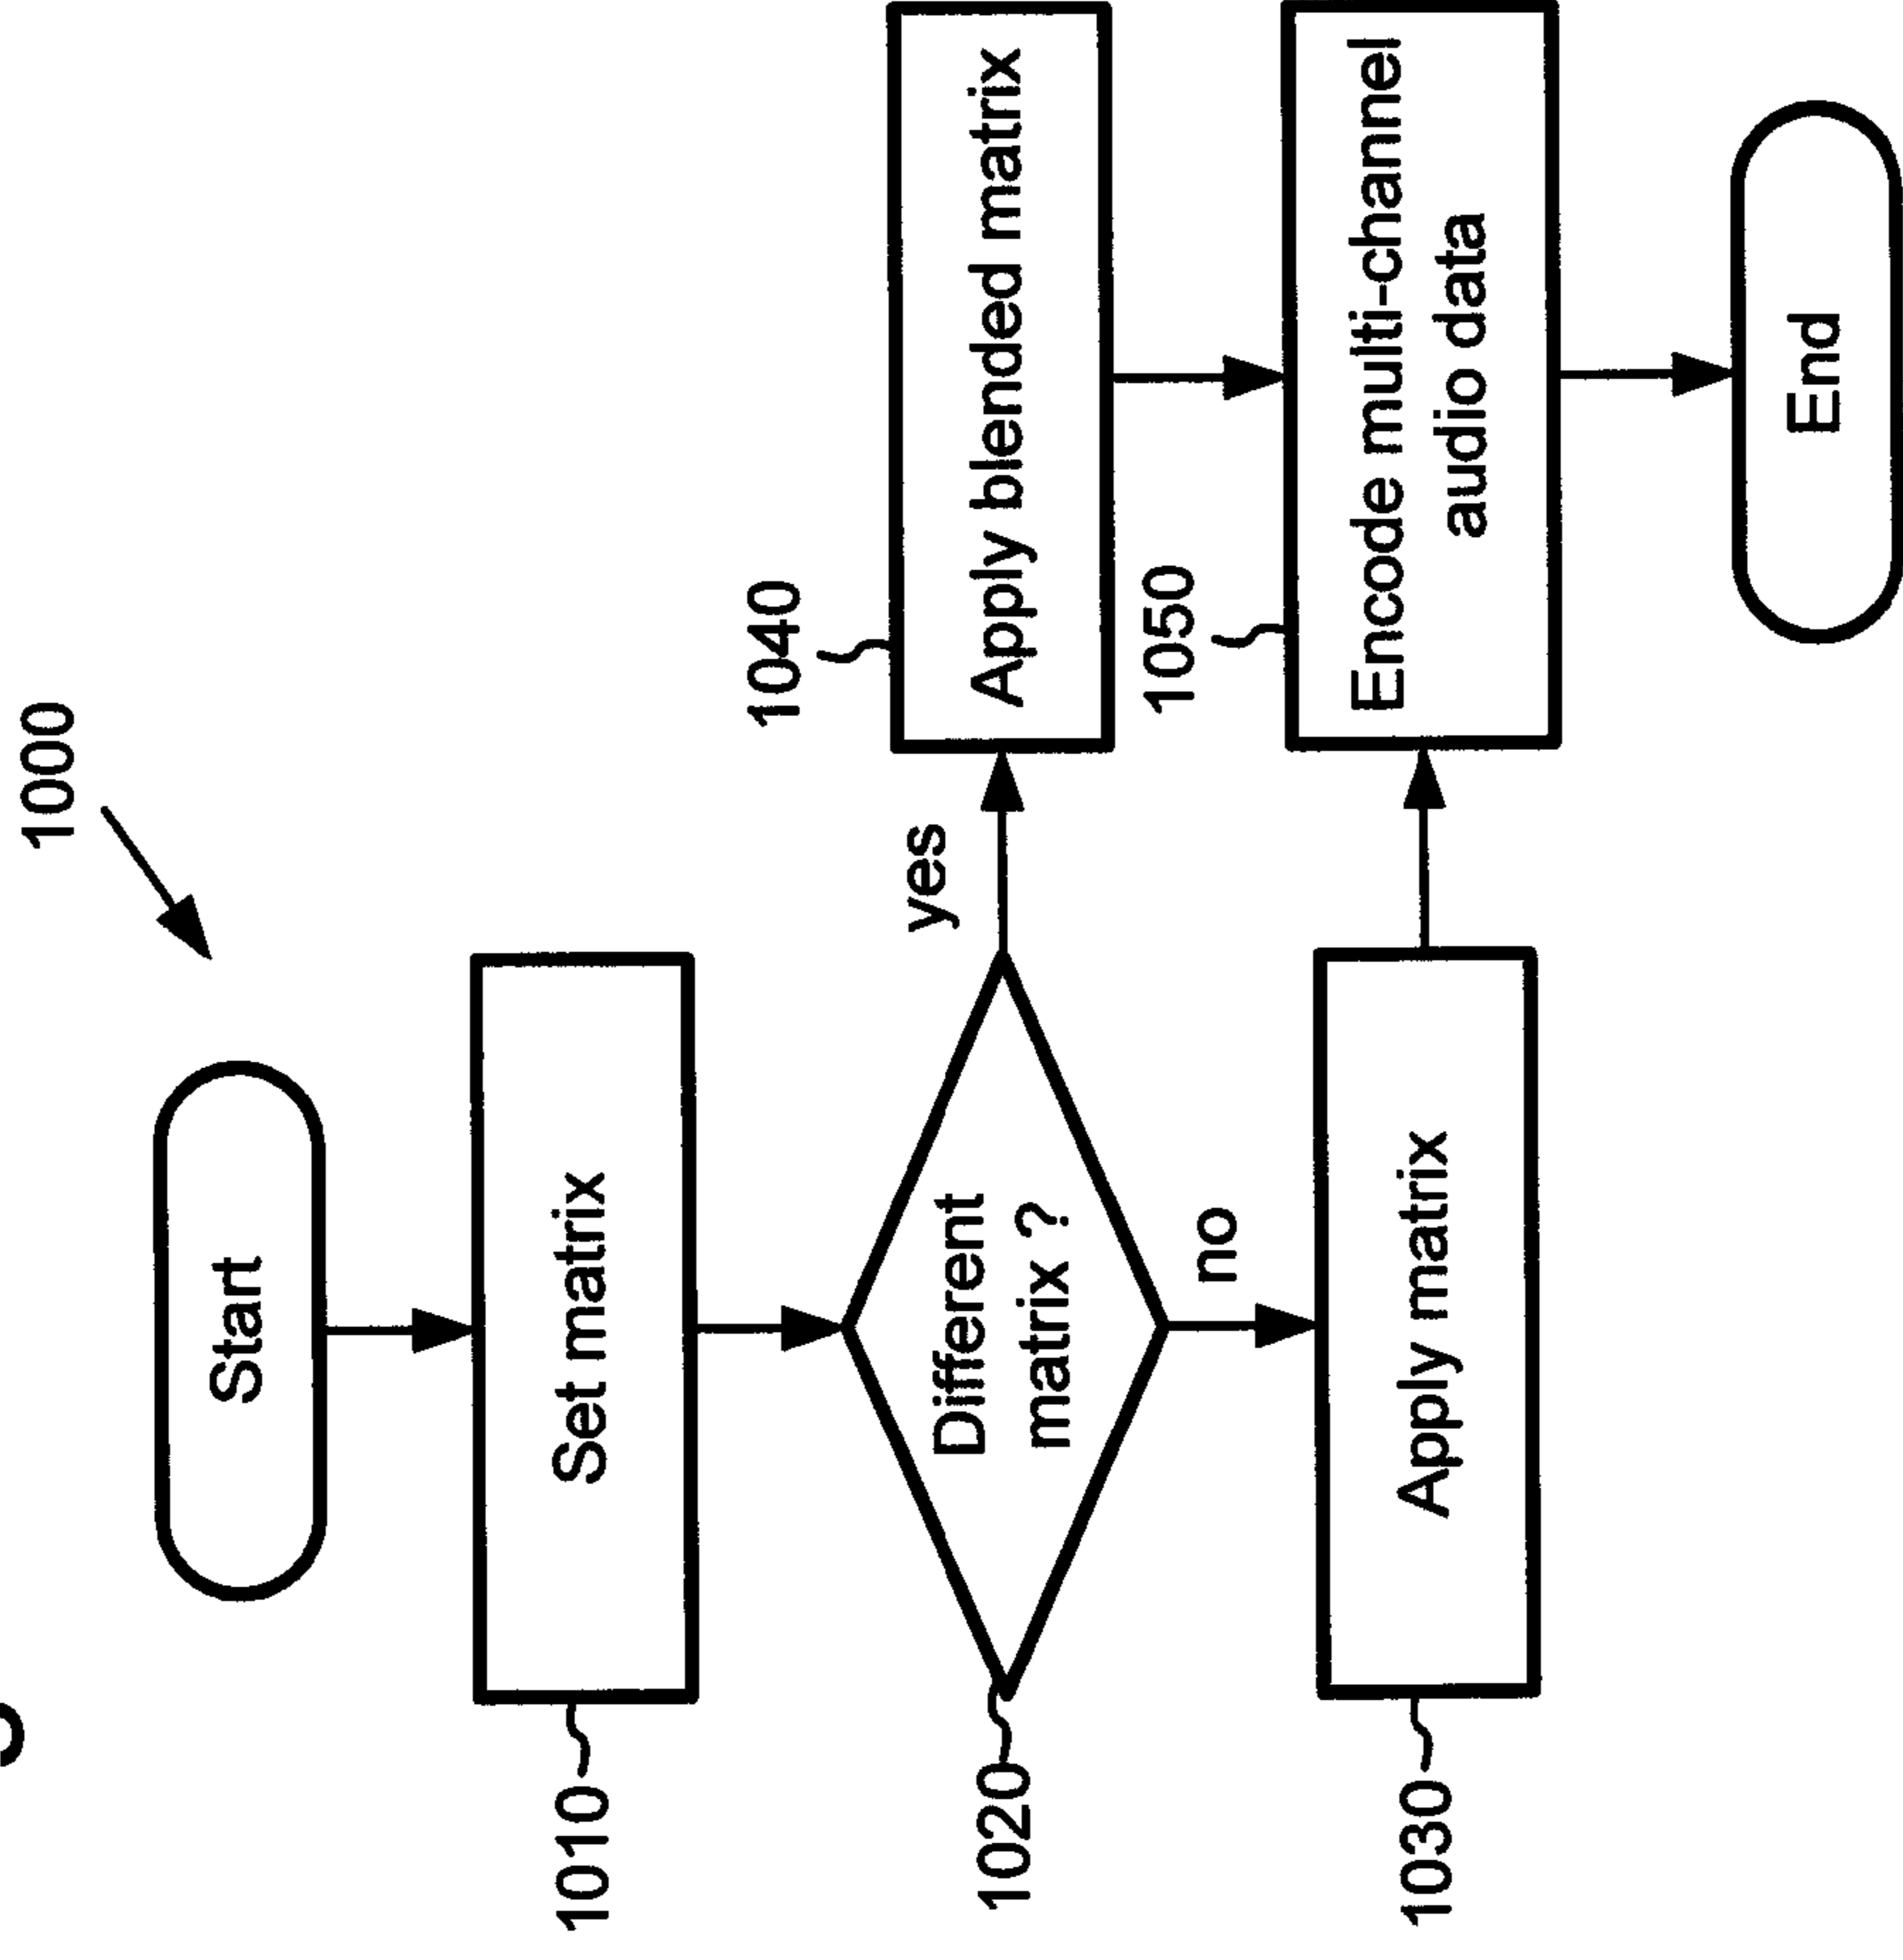 1000
Start
1010
Set matrix
1020
Different
matrix ?
yes
no
1040
Apply blended matrix
1030
Apply matrix
1050
Encode multi-channel
audio data
End